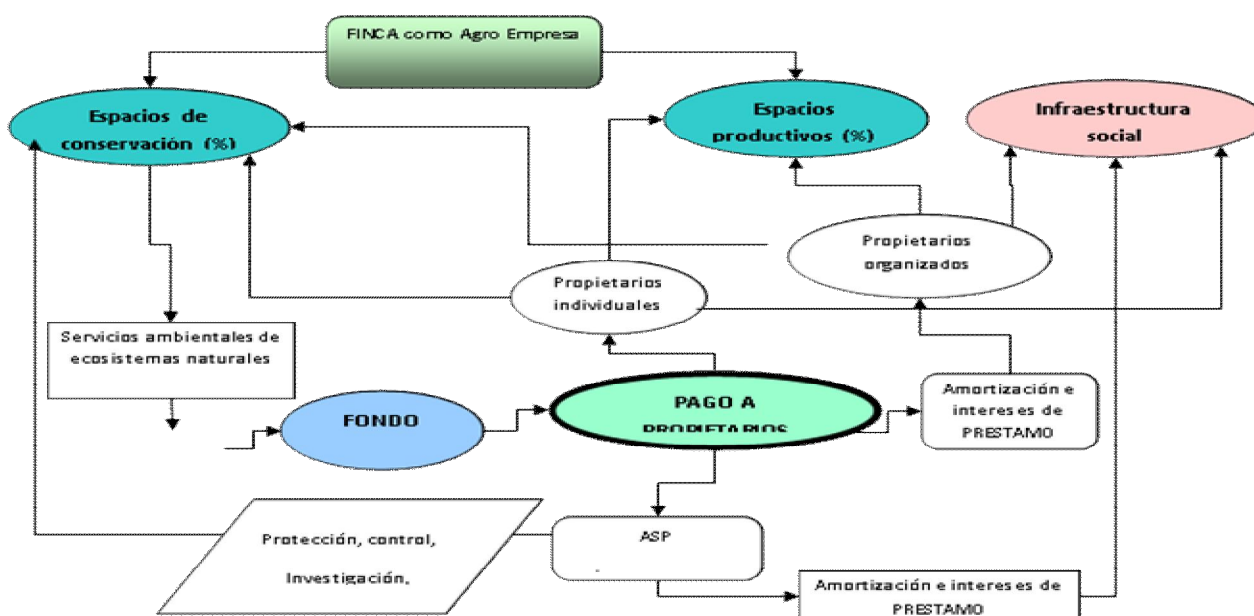 FINCA como Agro Empresa
Espacios de
conservación (%)
Espacios
productivos (%)
Infraestructura
social
Propietarios
organizados
Propietarios
individuales
Servicios ambientales de
ecosistemas naturales
FONDO
PAGO A
PROPIETARIOS
Amortización e
intereses de
PRESTAMO
Protección, control,
Investigación,
ASP
Amortización e intereses de
PRESTAMO